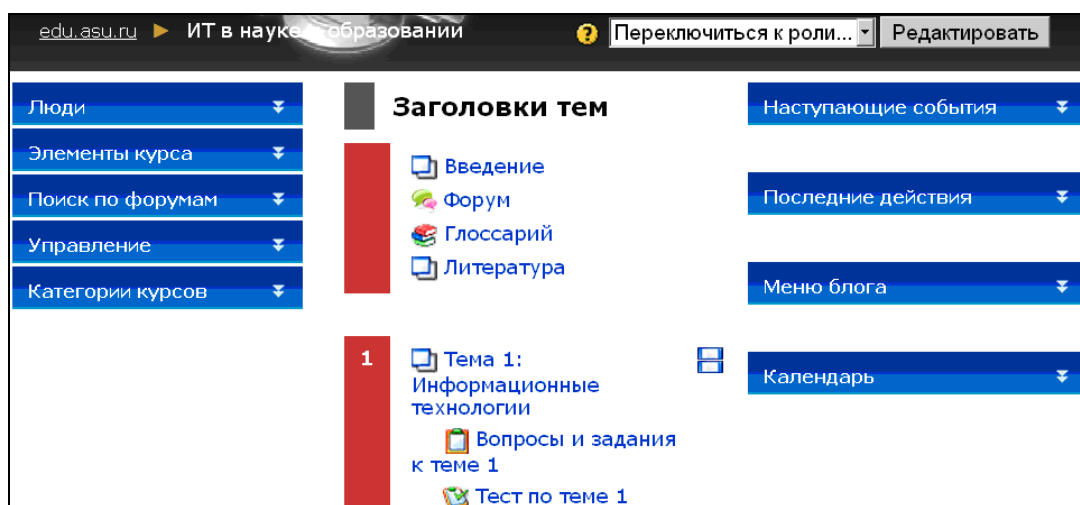 edu.asu.ru ► ИТ в науке образовании
Переключиться к роли...
Редактировать
Люди
Элементы курса
Поиск по форумам
Управление
Категории курсов
Заголовки тем
Введение
Форум
Глоссарий
Литература
1
Тема 1:
Информационные
технологии
Вопросы и задания
к теме 1
Тест по теме 1
Наступающие события
Последние действия
Меню блога
Календарь